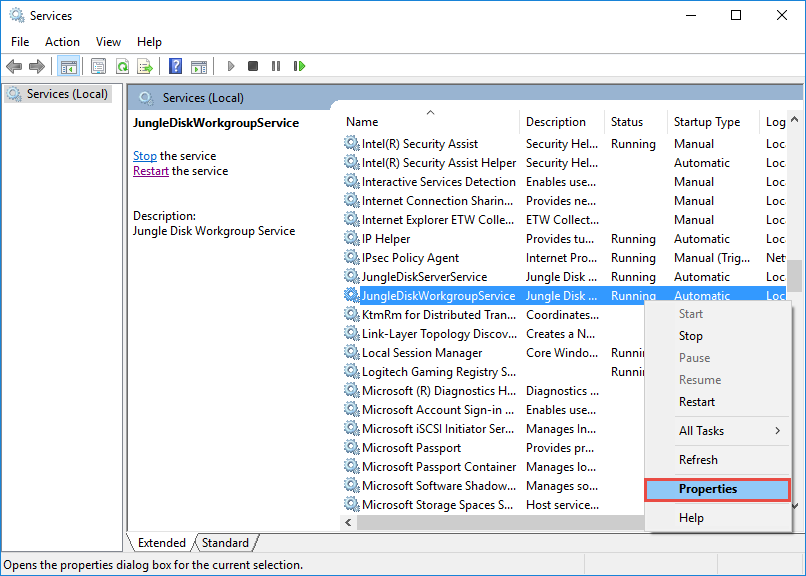 Services
File Action View Help
Services (Local)
Services (Local)
JungleDiskWorkgroupService
Stop the service
Restart the service
Description:
Jungle Disk Workgroup Service
Name Description Status Startup Type Log
Intel(R) Security Assist Security Hel... Running Manual Loc
Intel(R) Security Assist Helper Security Hel... Automatic Loc
Interactive Services Detection Enables use... Manual Loc
Internet Connection Sharin... Provides ne... Manual Loc
Internet Explorer ETW Colle... ETW Collect... Manual Loc
IP Helper Provides tu... Running Automatic Loc
IPsec Policy Agent Internet Pro... Running Manual (Trig... Net
JungleDiskServerService Jungle Disk ... Running Automatic Loc
JungleDiskWorkgroupService Jungle Disk ... Running Automatic Loc
KtmRm for Distributed Tran... Coordinates...
Link-Layer Topology Discov... Creates a N...
Local Session Manager Core Windo... Runnin
Logitech Gaming Registry S... Runnin
Microsoft (R) Diagnostics H... Diagnostics ...
Microsoft Account Sign-in ... Enables use...
Microsoft iSCSI Initiator Ser... Manages In...
Microsoft Passport Provides pr...
Microsoft Passport Container Manages lo...
Microsoft Software Shadow... Manages so...
Microsoft Storage Spaces S... Host service...
Start
Stop
Pause
Resume
Restart
All Tasks
Refresh
Properties
Help
Extended Standard
Opens the properties dialog box for the current selection.